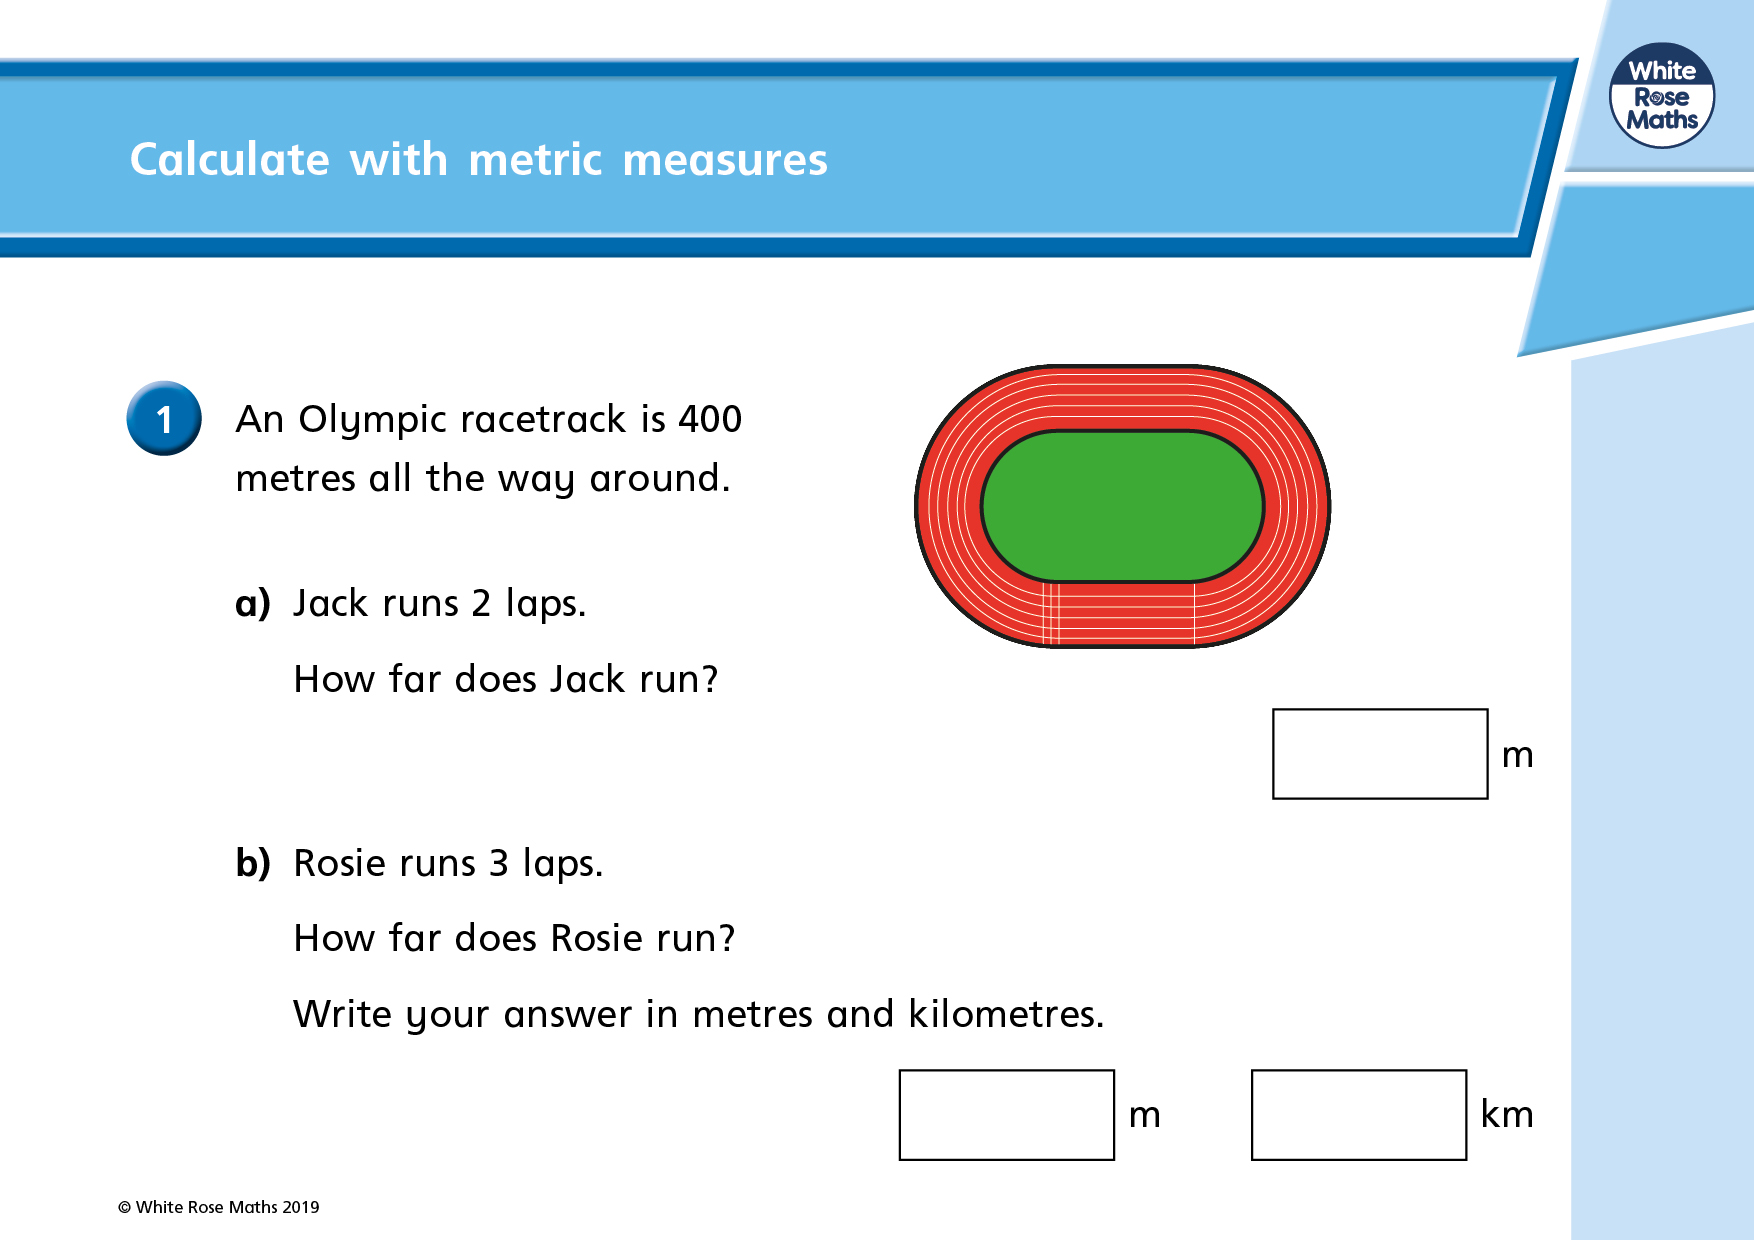 White
Rose
Maths
Calculate with metric measures
1 An Olympic racetrack is 400
metres all the way around.
a) Jack runs 2 laps.
How far does Jack run?
m
b) Rosie runs 3 laps.
How far does Rosie run?
Write your answer in metres and kilometres.
m km
© White Rose Maths 2019